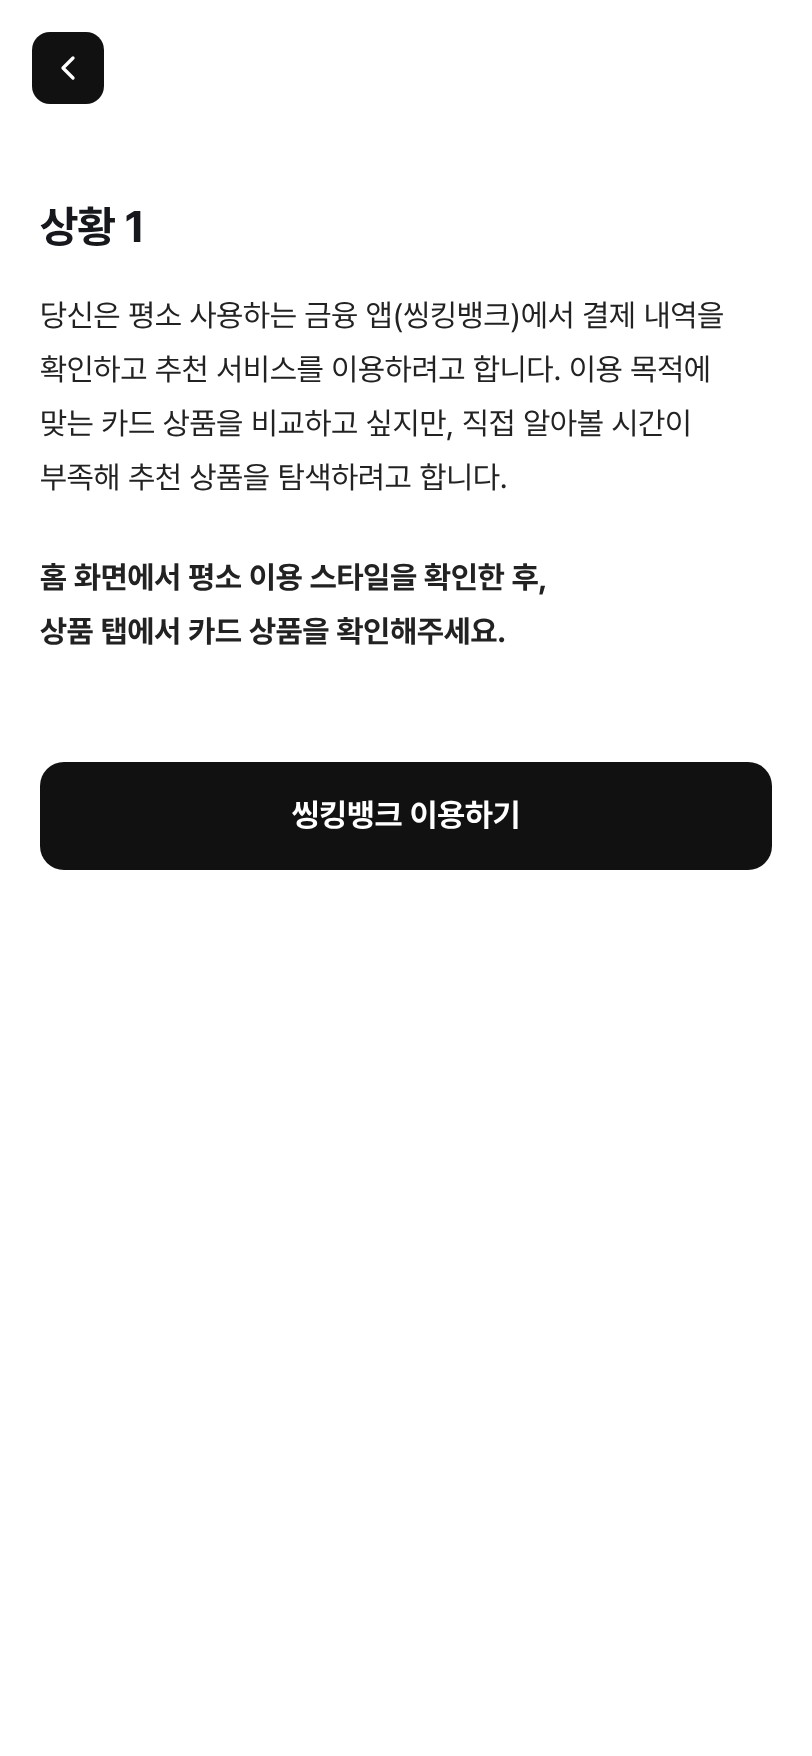 상황 1
당신은 평소 사용하는 금융 앱(씽킹뱅크)에서 결제 내역을
확인하고 추천 서비스를 이용하려고 합니다. 이용 목적에
맞는 카드 상품을 비교하고 싶지만, 직접 알아볼 시간이
부족해 추천 상품을 탐색하려고 합니다.
홈 화면에서 평소 이용 스타일을 확인한 후,
상품 탭에서 카드 상품을 확인해주세요.
씽킹뱅크 이용하기